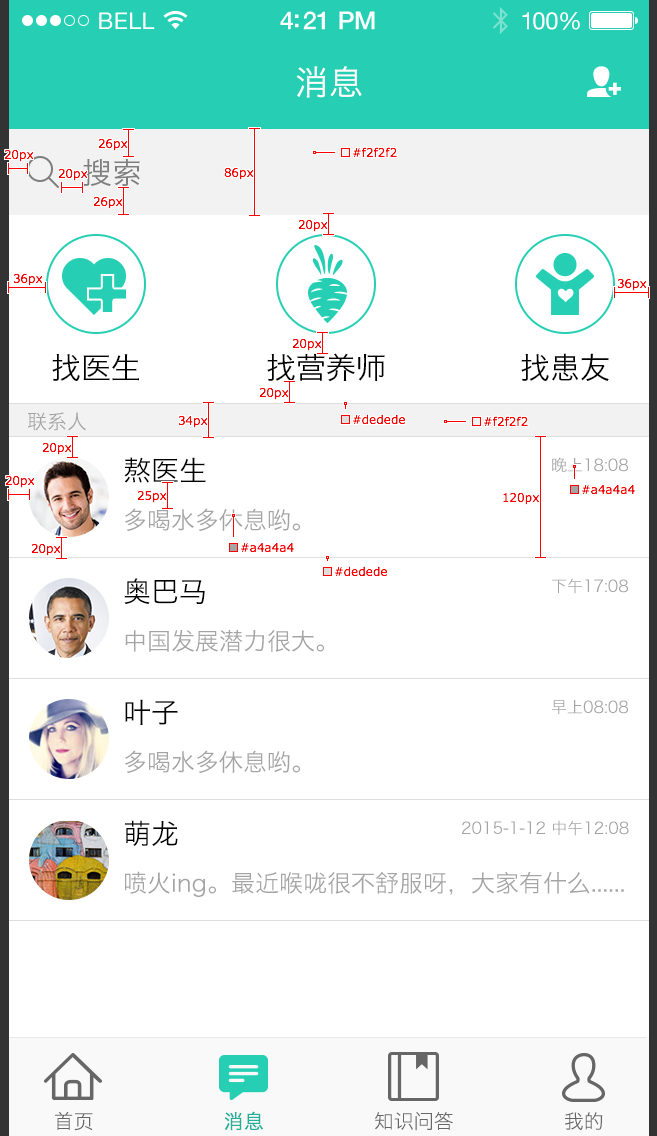 BELL 4:21 PM 100%
消息
26px
20px
86px
#f2f2f2
20px
搜索
26px
20px
36px
36px
20px
找医生 找营养师 找患友
20px
联系人
34px
#dedede
#f2f2f2
20px
熬医生
晚上18:08
20px
25px
120px
#a4a4a4
多喝水多休息哟。
20px
#a4a4a4
#dedede
奥巴马
下午17:08
中国发展潜力很大。
叶子
早上08:08
多喝水多休息哟。
萌龙
2015-1-12 中午12:08
喷火ing。最近喉咙很不舒服呀，大家有什么......
首页 消息 知识问答 我的